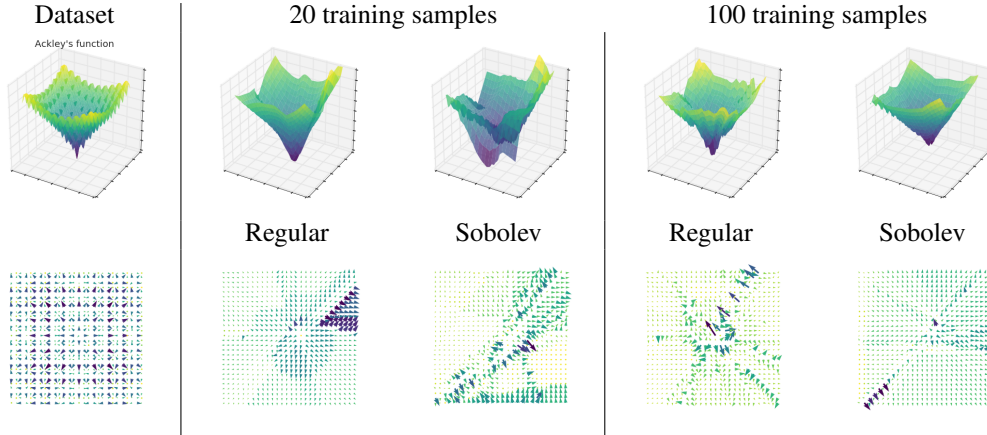 Dataset
20 training samples
100 training samples
Ackley's function
Regular
Sobolev
Regular
Sobolev